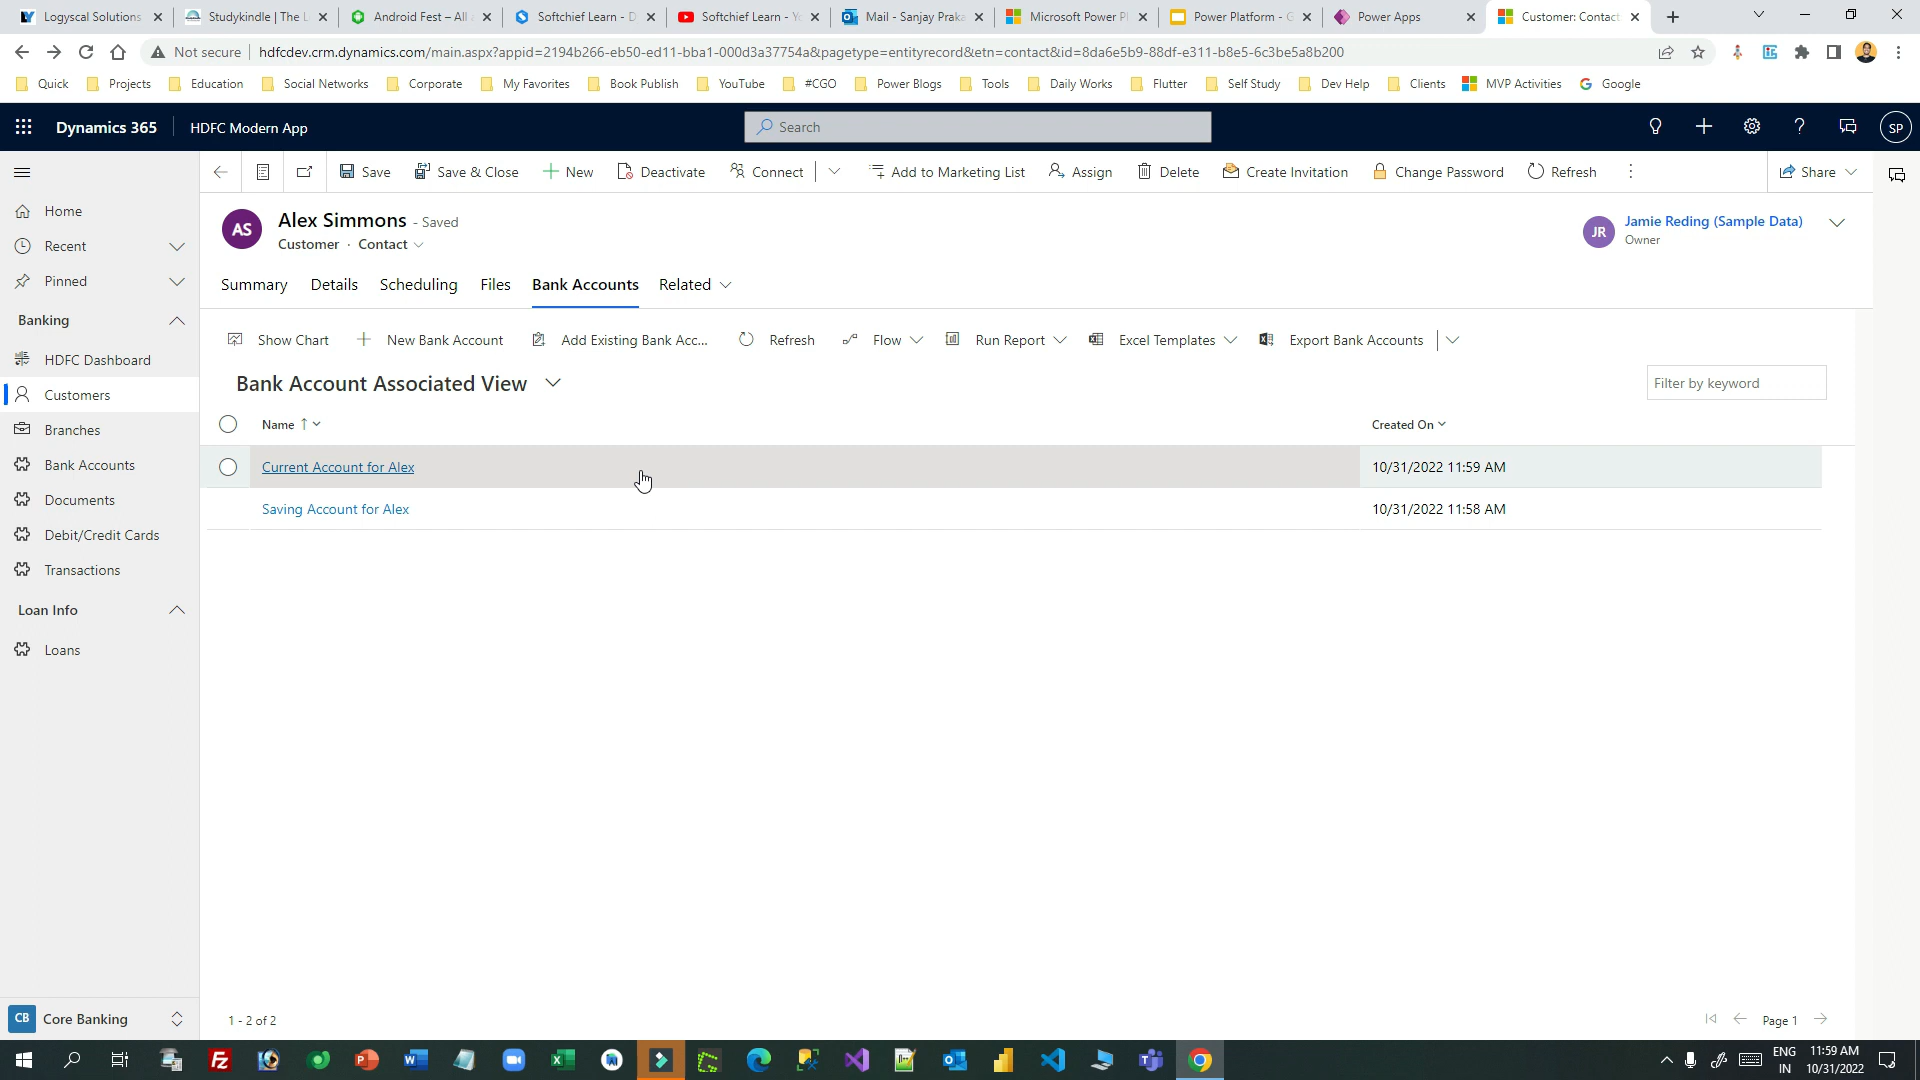 Logyscal Solutions
Studykindle | The L
Android Fest – All
Softchief Learn - D
Softchief Learn - Yo
Mail - Sanjay Praka
Microsoft Power Pl
Power Platform - G
Power Apps
Customer: Contact
Not secure
hdfcdev.crm.dynamics.com/main.aspx?appid=2194b266-eb50-ed11-bba1-000d3a37754a&pagetype=entityrecord&etn=contact&id=8da6e5b9-88df-e311-b8e5-6c3be5a8b200
Quick
Projects
Education
Social Networks
Corporate
My Favorites
Book Publish
YouTube
#CGO
Power Blogs
Tools
Daily Works
Flutter
Self Study
Dev Help
Clients
MVP Activities
Google
Dynamics 365
HDFC Modern App
Search
SP
Save
Save & Close
New
Deactivate
Connect
Add to Marketing List
Assign
Delete
Create Invitation
Change Password
Refresh
Share
Home
Recent
Pinned
Banking
HDFC Dashboard
Customers
Branches
Bank Accounts
Documents
Debit/Credit Cards
Transactions
Loan Info
Loans
CB
Core Banking
AS
Alex Simmons - Saved
Customer · Contact
JR
Jamie Reding (Sample Data)
Owner
Summary
Details
Scheduling
Files
Bank Accounts
Related
Show Chart
New Bank Account
Add Existing Bank Acc...
Refresh
Flow
Run Report
Excel Templates
Export Bank Accounts
Bank Account Associated View
Filter by keyword
Name
Created On
Current Account for Alex
10/31/2022 11:59 AM
Saving Account for Alex
10/31/2022 11:58 AM
1 - 2 of 2
Page 1
ENG
IN
11:59 AM
10/31/2022